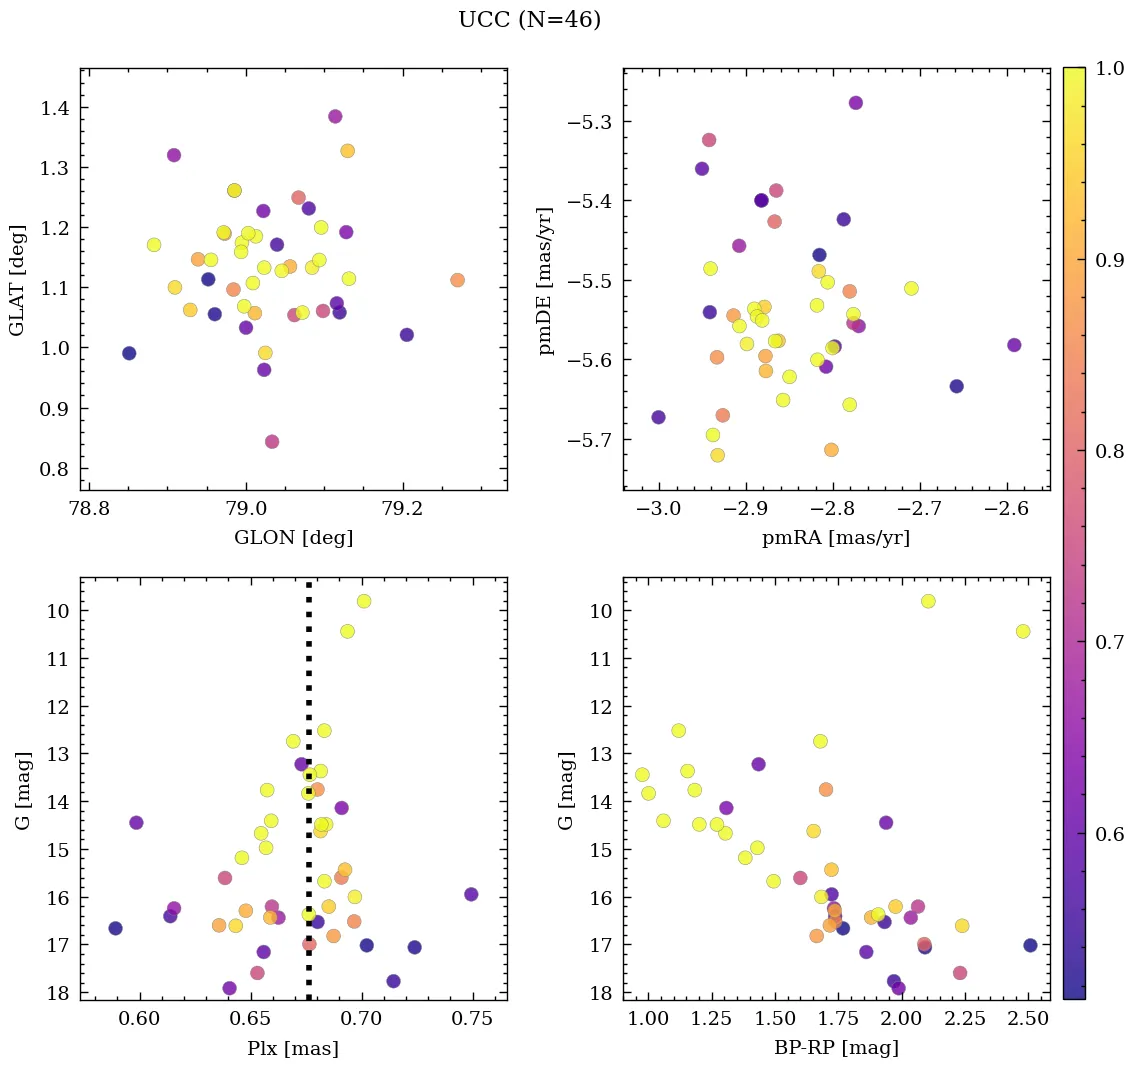 UCC (N=46)
1.4
1.3
1.2
1.1
1.0
0.9
0.8
GLAT [deg]
78.8 79.0 79.2
GLON [deg]
−5.3
−5.4
−5.5
−5.6
−5.7
pmDE [mas/yr]
−3.0 −2.9 −2.8 −2.7 −2.6
pmRA [mas/yr]
10
11
12
13
14
15
16
17
18
G [mag]
0.60 0.65 0.70 0.75
Plx [mas]
10
11
12
13
14
15
16
17
18
G [mag]
1.00 1.25 1.50 1.75 2.00 2.25 2.50
BP-RP [mag]
1.0
0.9
0.8
0.7
0.6